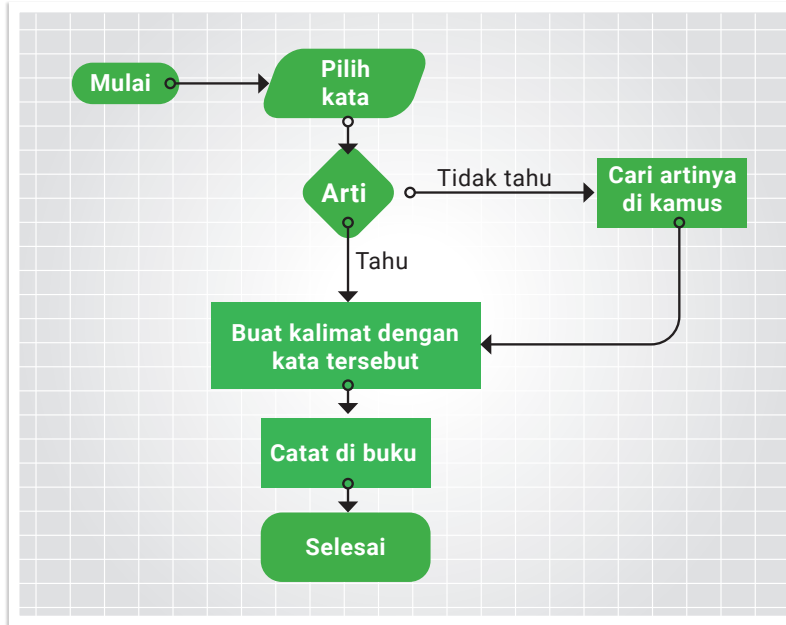 Mulai
Pilih
kata
Arti
Tidak tahu
Cari artinya
di kamus
Tahu
Buat kalimat dengan
kata tersebut
Catat di buku
Selesai